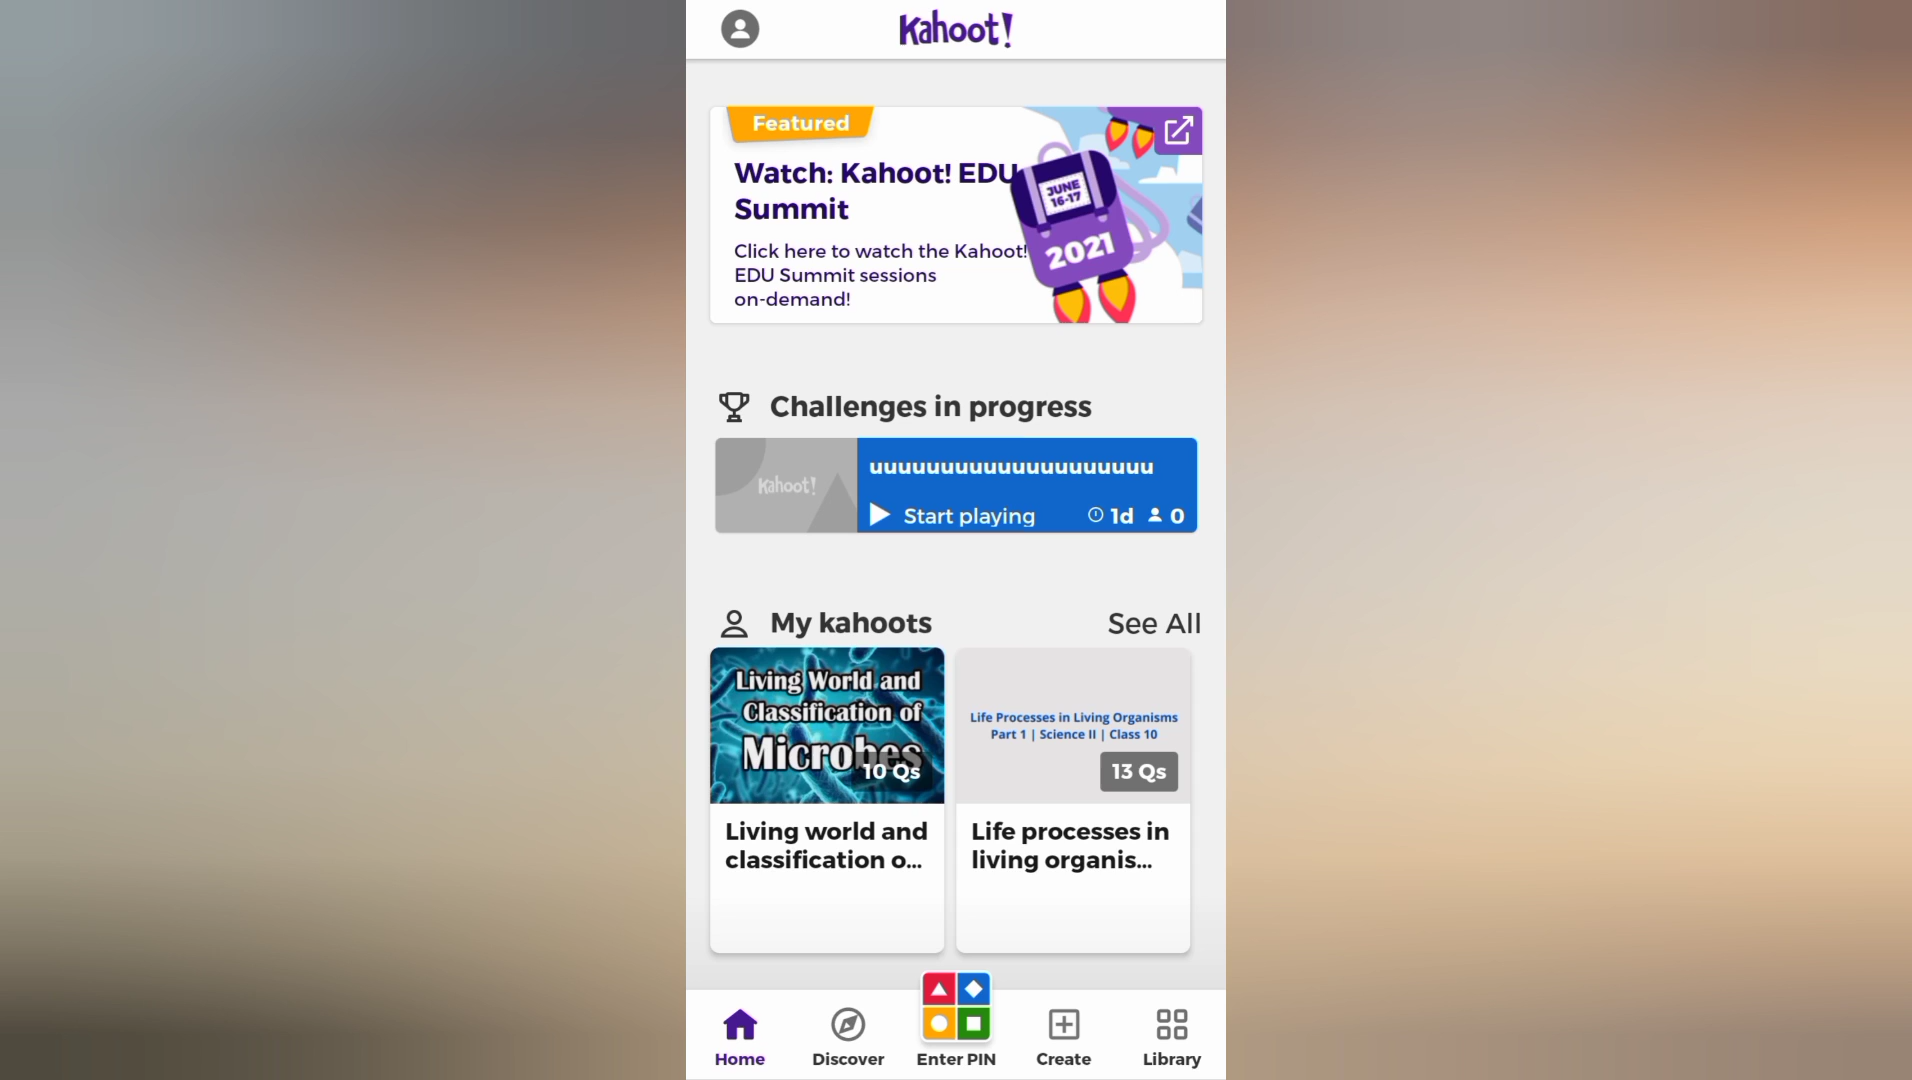 Kahoot!
Featured
Watch: Kahoot! EDU
Summit
Click here to watch the Kahoot!
EDU Summit sessions
on-demand!
JUNE
16-17
2021
Challenges in progress
Kahoot!
uuuuuuuuuuuuuuuuuuuu
Start playing 1d 0
My kahoots See All
Living World and
Classification of
Microbes
10 Qs
Life Processes in Living Organisms
Part 1 | Science II | Class 10
13 Qs
Living world and
classification o...
Life processes in
living organis...
Home Discover Enter PIN Create Library